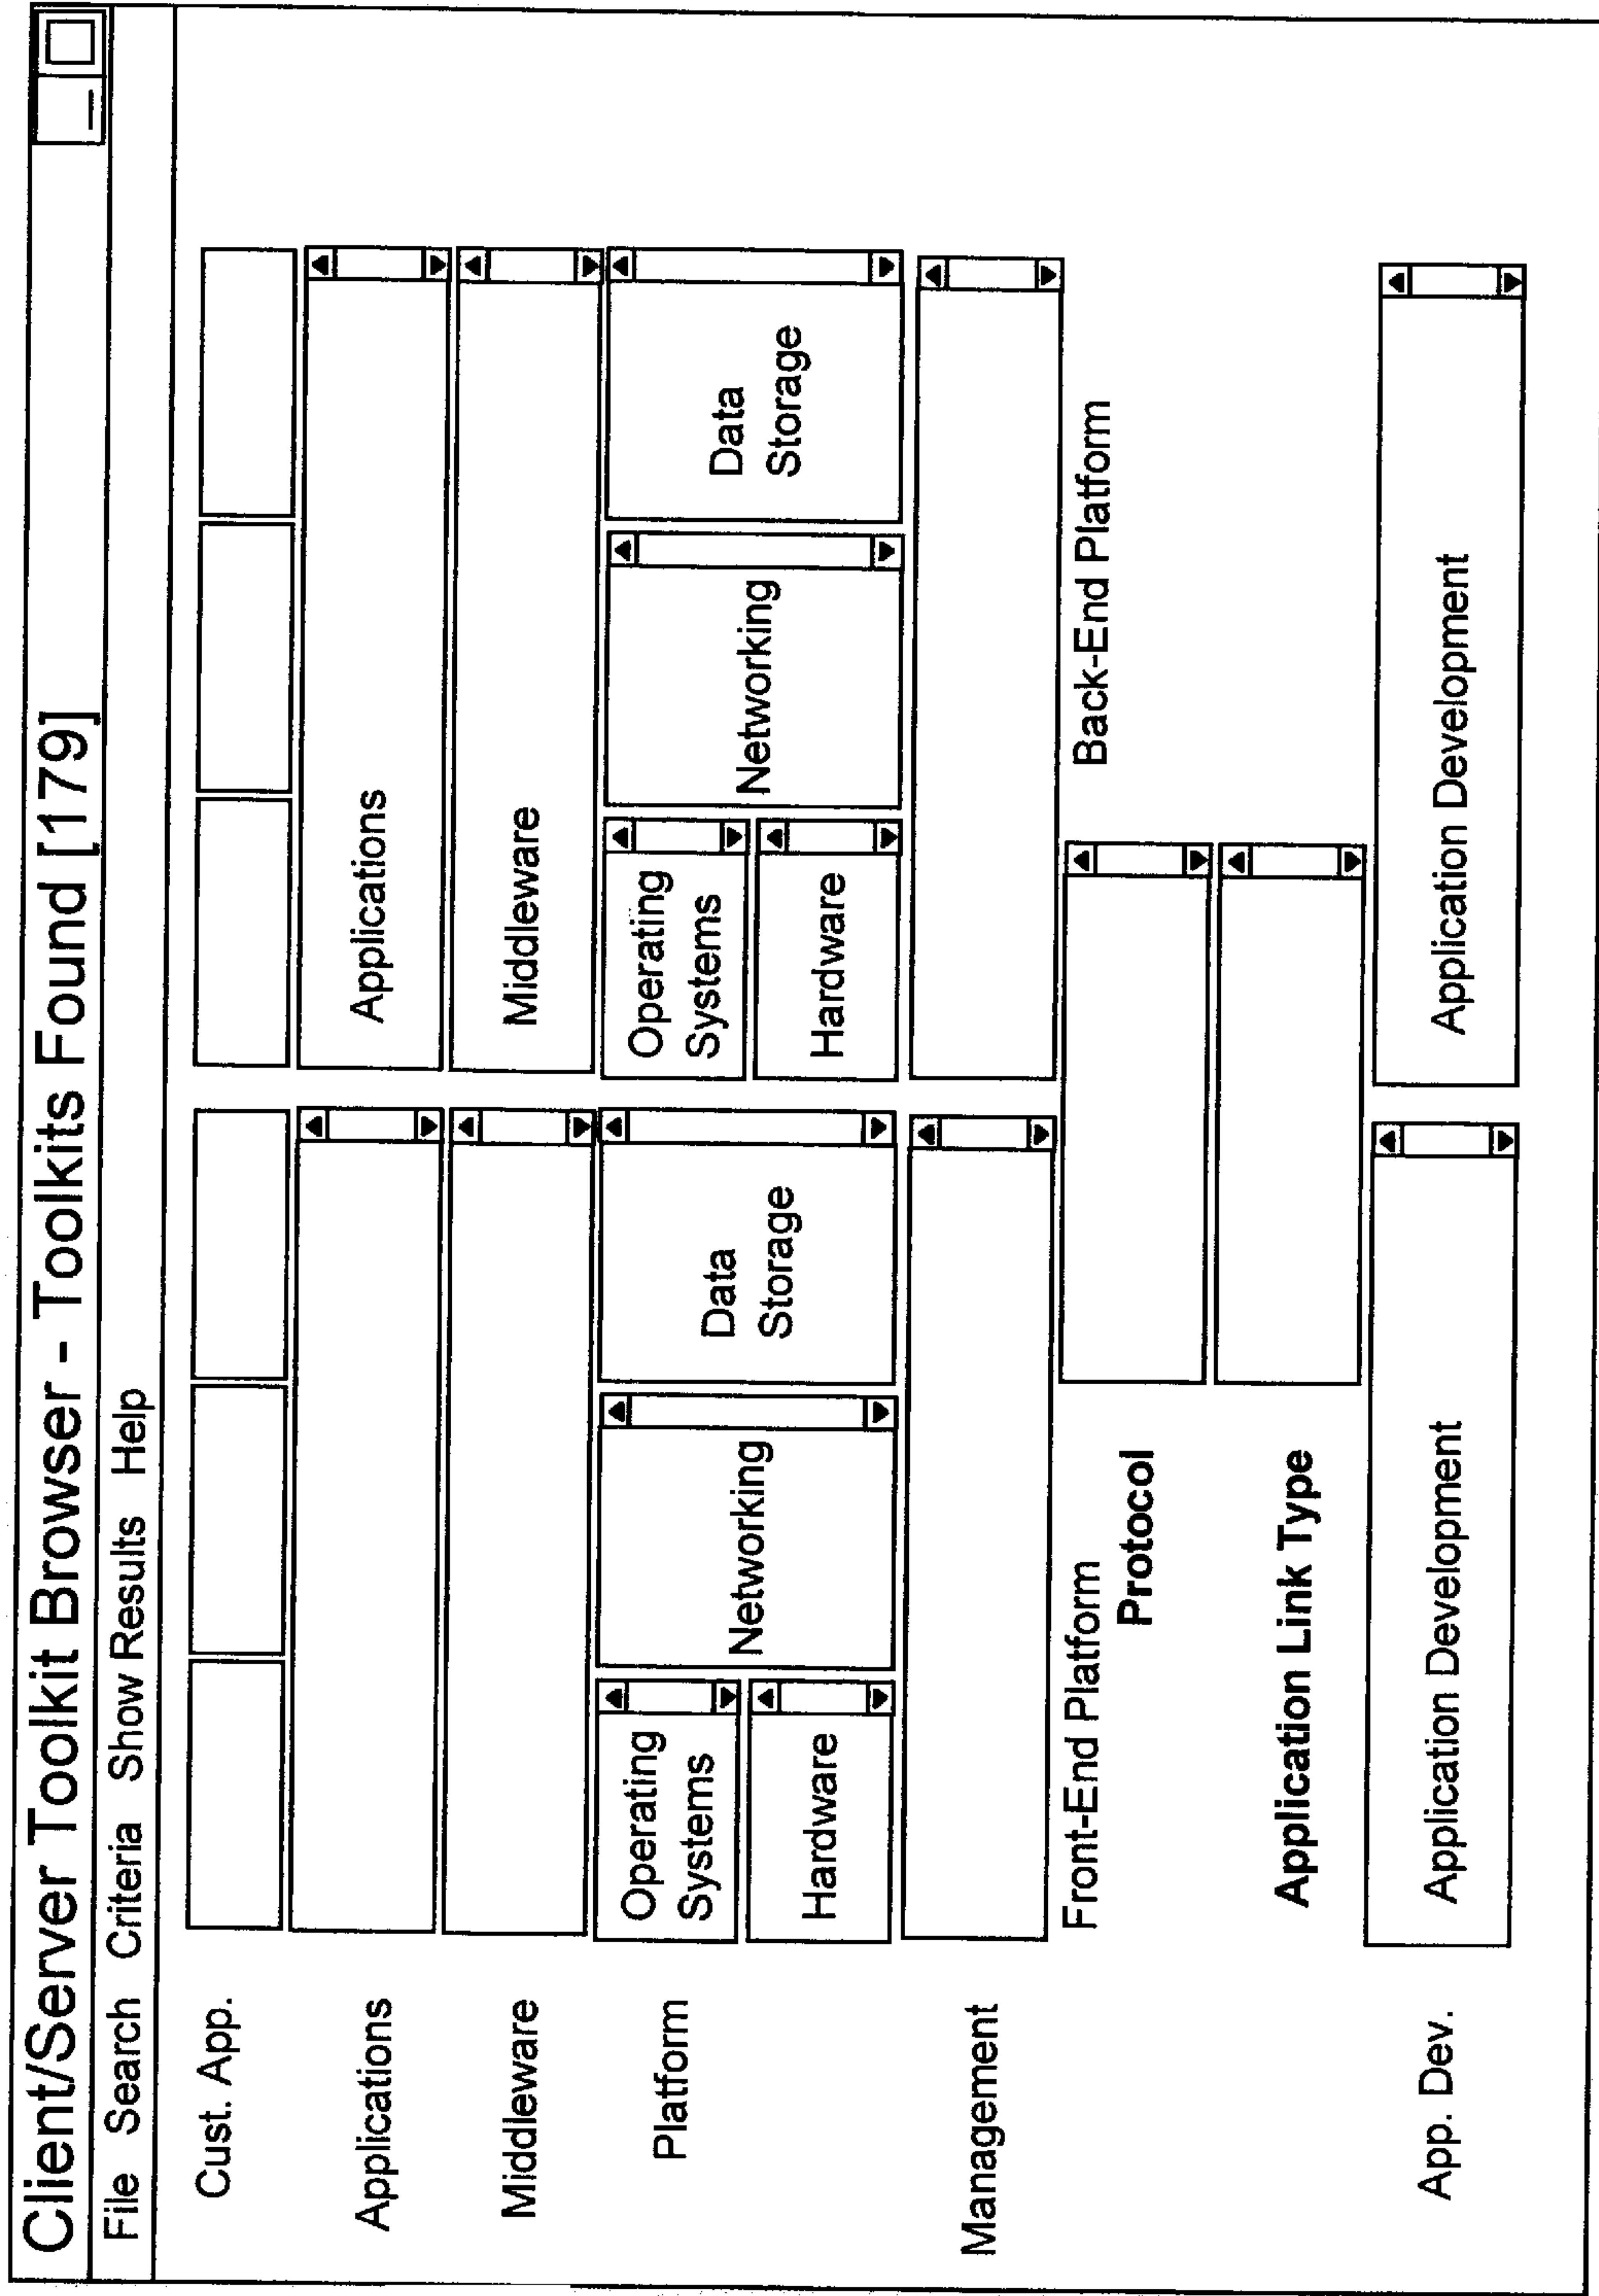 Client/Server Toolkit Browser - Toolkits Found [179]
File Search Criteria Show Results Help
Cust. App.
Applications
Applications
Middleware
Middleware
Platform
Operating
Systems
Hardware
Networking
Data
Storage
Operating
Systems
Hardware
Networking
Data
Storage
Management
Front-End Platform
Back-End Platform
Protocol
Application Link Type
App. Dev.
Application Development
Application Development